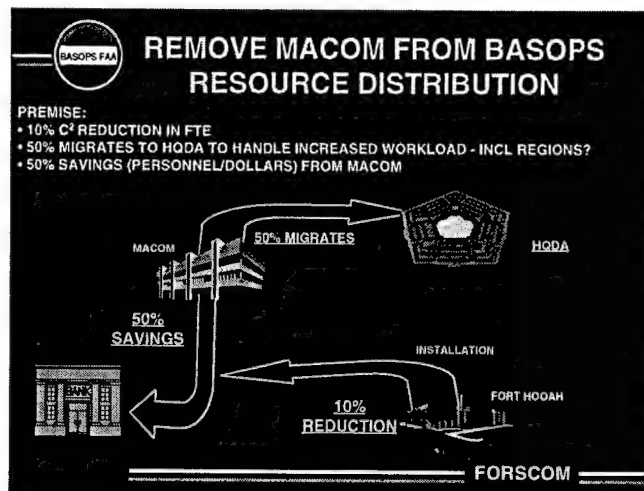 BASOPS FAA
REMOVE MACOM FROM BASOPS
RESOURCE DISTRIBUTION
PREMISE:
• 10% C² REDUCTION IN FTE
• 50% MIGRATES TO HQDA TO HANDLE INCREASED WORKLOAD - INCL REGIONS?
• 50% SAVINGS (PERSONNEL/DOLLARS) FROM MACOM
MACOM
50% MIGRATES
HQDA
50%
SAVINGS
INSTALLATION
BANK
FORT HOOAH
10%
REDUCTION
FORSCOM